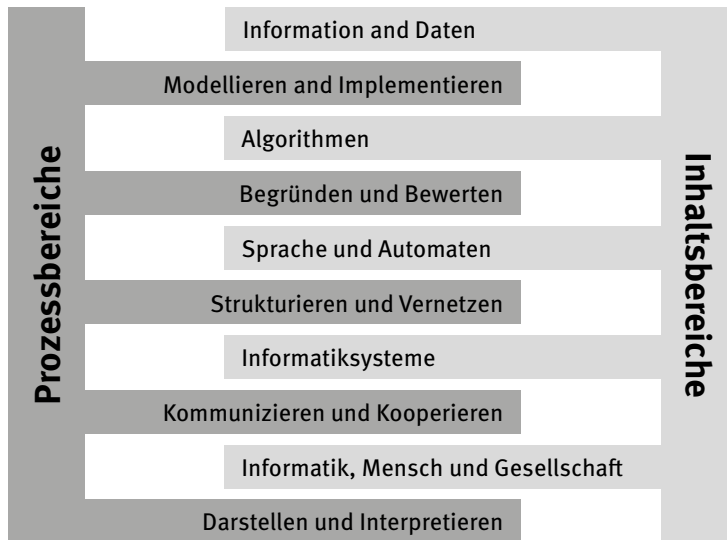 Information and Daten
Modellieren and Implementieren
Algorithmen
Begründen und Bewerten
Sprache und Automaten
Strukturieren und Vernetzen
Informatiksysteme
Kommunizieren und Kooperieren
Informatik, Mensch und Gesellschaft
Darstellen und Interpretieren
Prozessbereiche
Inhaltsbereiche